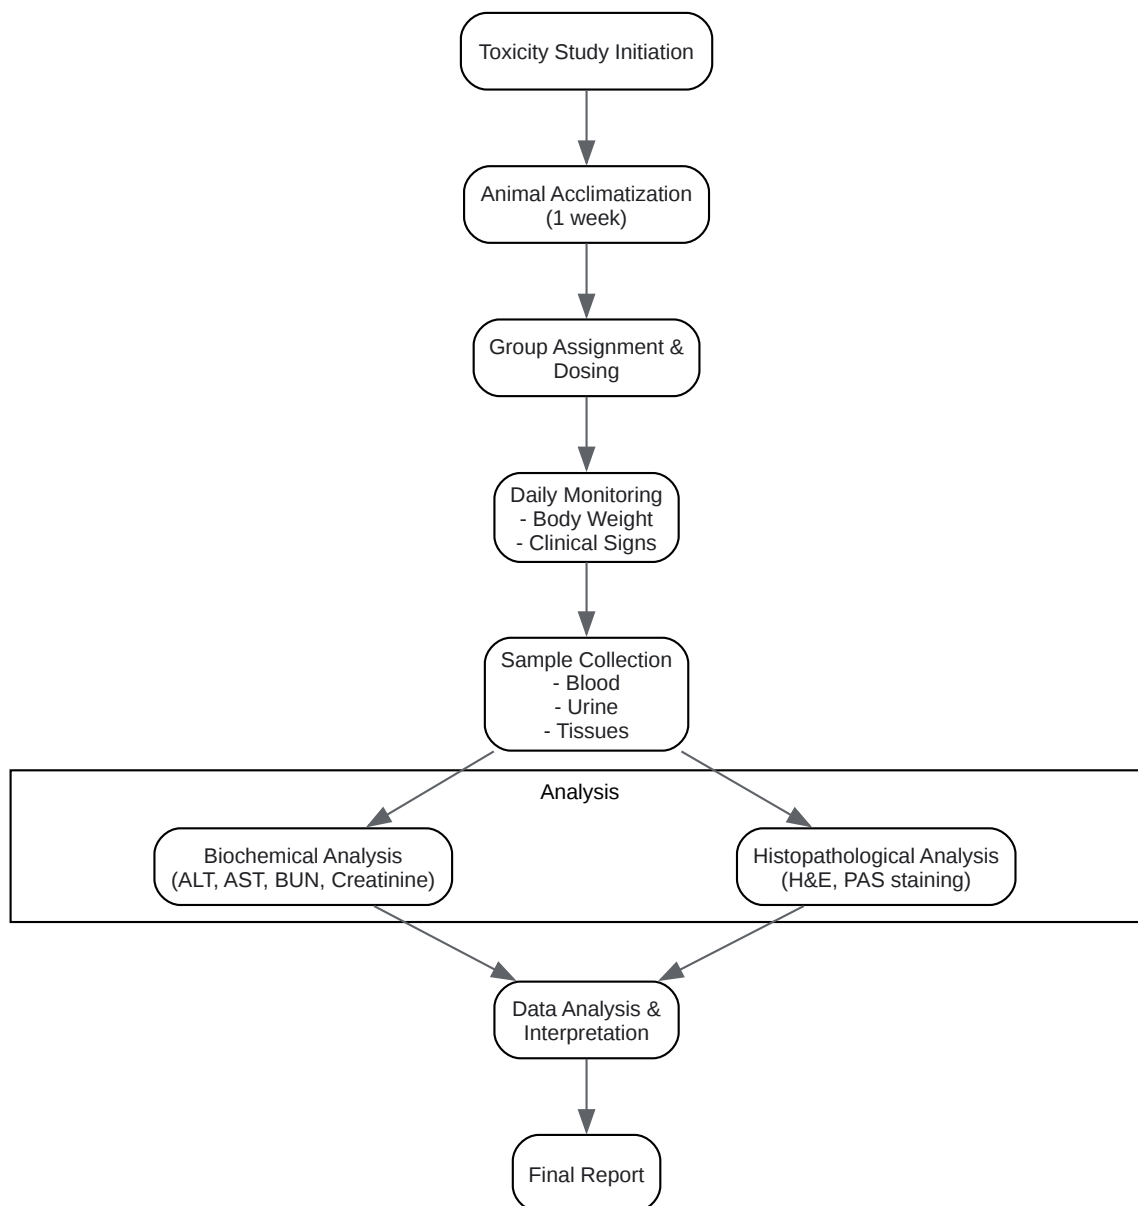 Toxicity Study Initiation
Animal Acclimatization
(1 week)
Group Assignment &
Dosing
Daily Monitoring
- Body Weight
- Clinical Signs
Sample Collection
- Blood
- Urine
- Tissues
Analysis
Biochemical Analysis
(ALT, AST, BUN, Creatinine)
Histopathological Analysis
(H&E, PAS staining)
Data Analysis &
Interpretation
Final Report